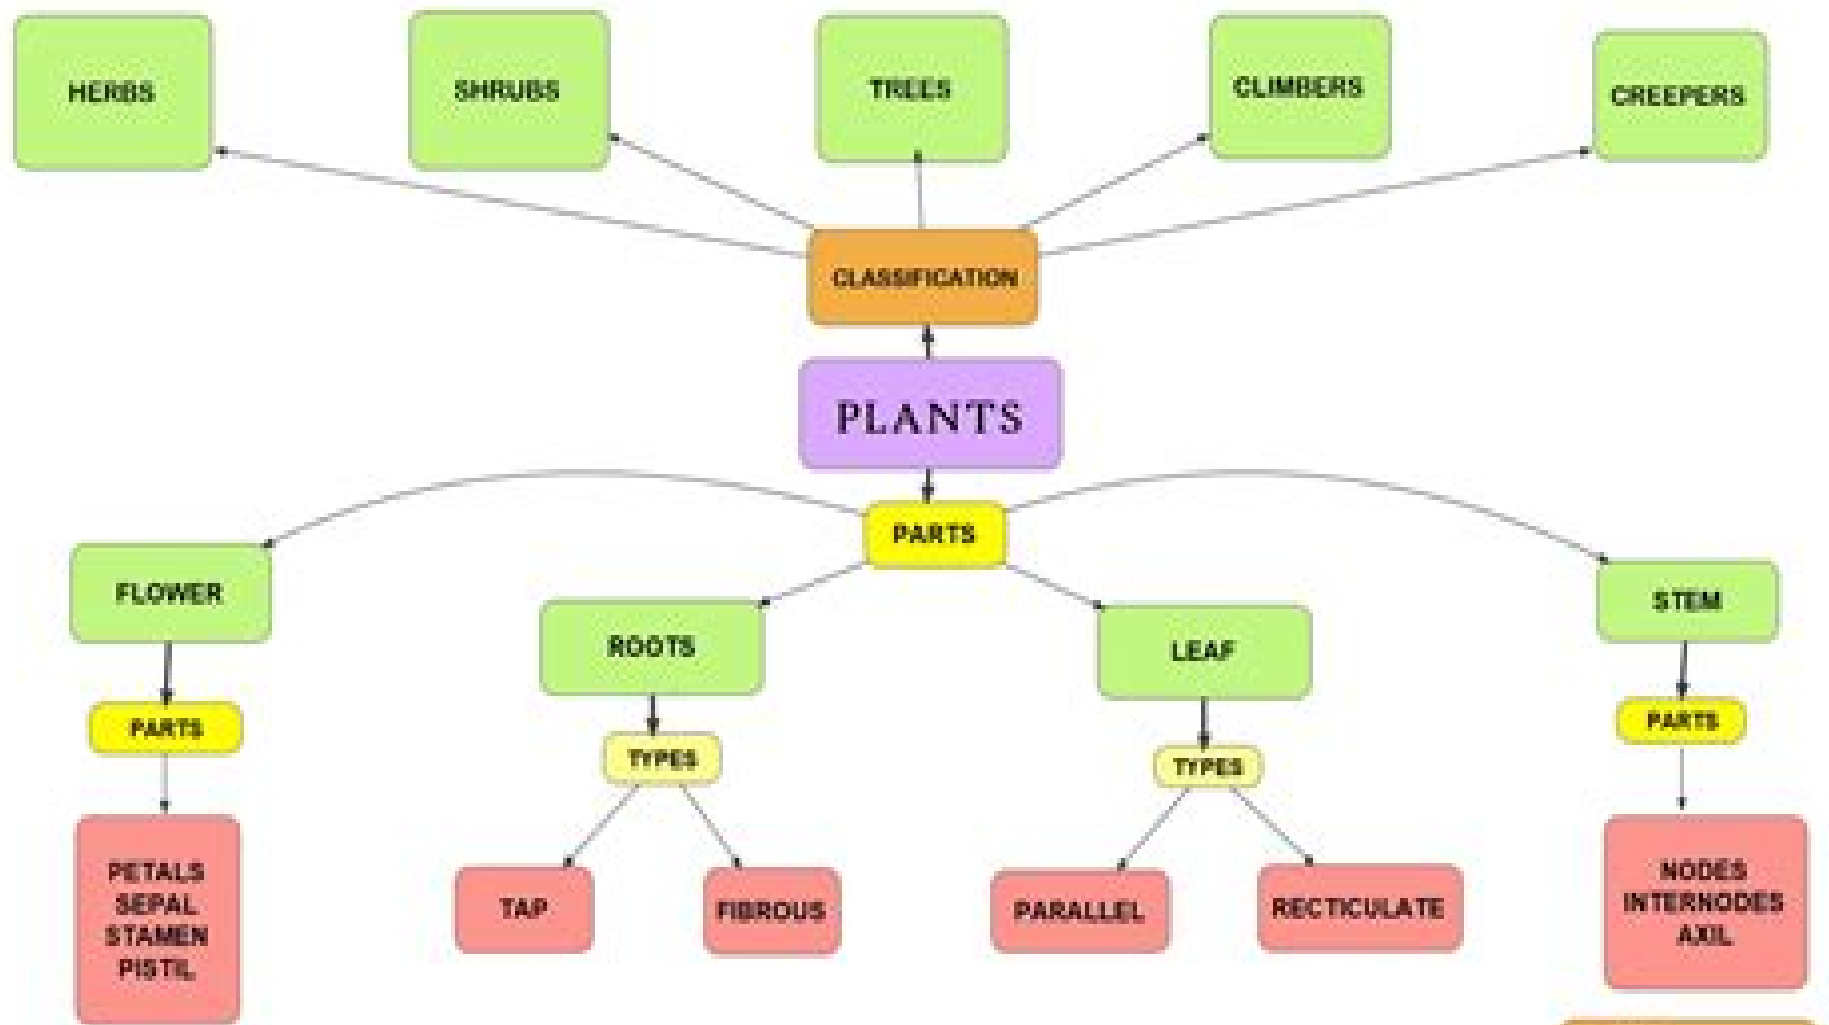 HERBS
SHRUBS
TREES
CLIMBERS
CREEPERS
CLASSIFICATION
PLANTS
PARTS
FLOWER
ROOTS
LEAF
STEM
PARTS
TYPES
TYPES
PARTS
PETALS
SEPAL
STAMEN
PISTIL
TAP
FIBROUS
PARALLEL
RECTICULATE
NODES
INTERNODES
AXIL